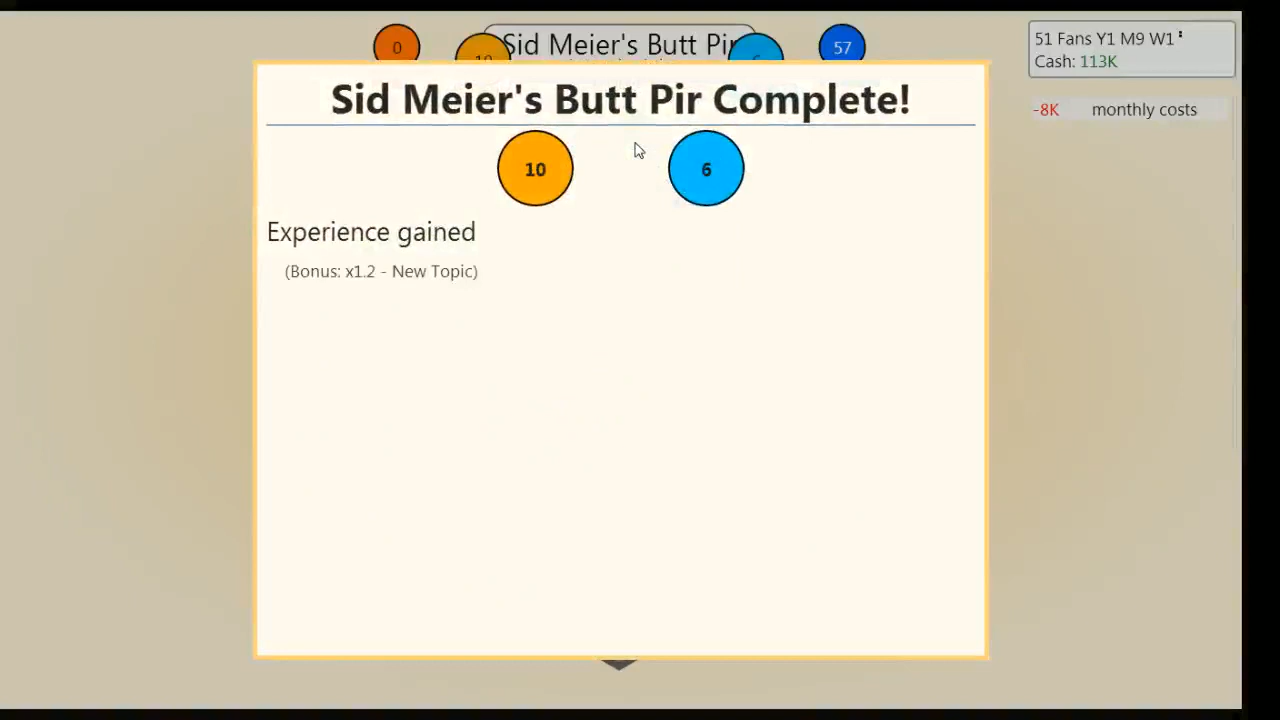 0
Sid Meier's Butt Pir
57
51 Fans Y1 M9 W1
Cash: 113K
-8K monthly costs
Sid Meier's Butt Pir Complete!
10
6
Experience gained
(Bonus: x1.2 - New Topic)